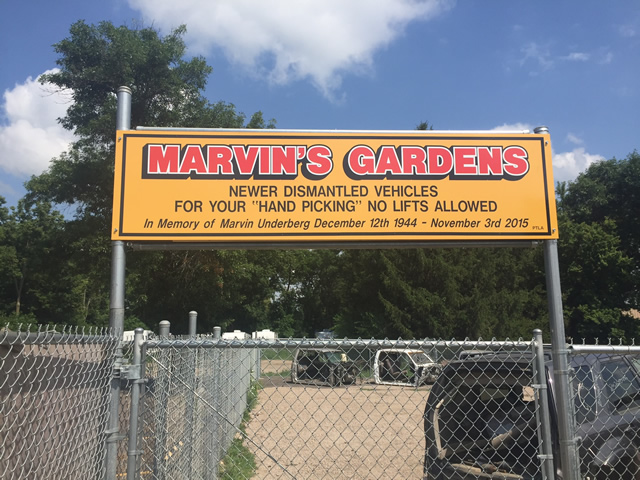 MARVIN'S GARDENS
NEWER DISMANTLED VEHICLES
FOR YOUR "HAND PICKING" NO LIFTS ALLOWED
In Memory of Marvin Underberg December 12th 1944 - November 3rd 2015